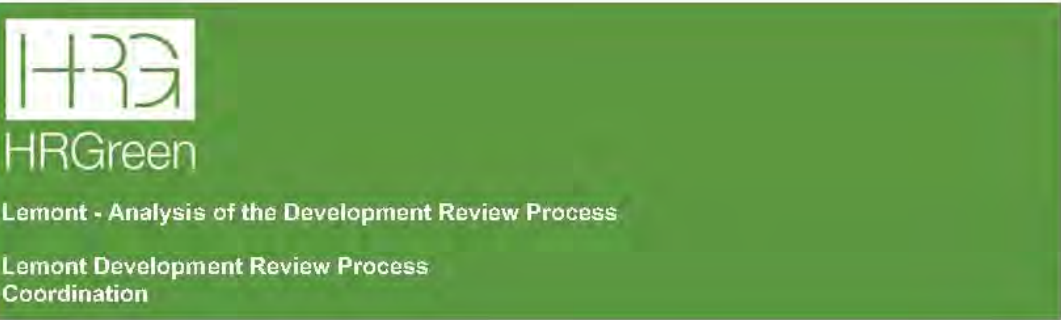 HRG
HRGreen
Lemont - Analysis of the Development Review Process
Lemont Development Review Process
Coordination